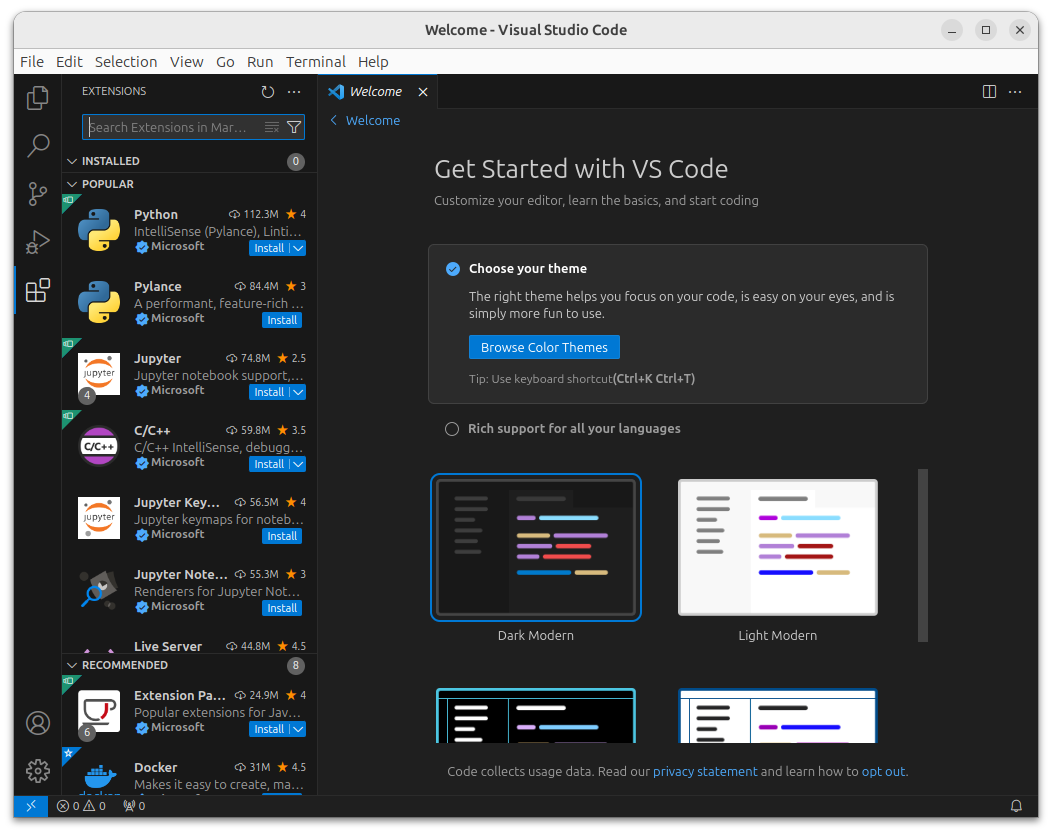 Welcome - Visual Studio Code
File Edit Selection View Go Run Terminal Help
EXTENSIONS
Search Extensions in Mar…
INSTALLED 0
POPULAR
Python 112.3M 4
IntelliSense (Pylance), Linti…
Microsoft Install
Pylance 84.4M 3
A performant, feature-rich …
Microsoft Install
Jupyter 74.8M 2.5
Jupyter notebook support,…
Microsoft Install
jupyter
4
C/C++ 59.8M 3.5
C/C++ IntelliSense, debugg…
Microsoft Install
C/C++
Jupyter Key… 56.5M 4
Jupyter keymaps for noteb…
Microsoft Install
jupyter
Jupyter Note… 55.3M 3
Renderers for Jupyter Not…
Microsoft Install
Live Server 44.8M 4.5
RECOMMENDED 8
Extension Pa… 24.9M 4
Popular extensions for Jav…
Microsoft Install
6
Docker 31M 4.5
Makes it easy to create, ma…
Welcome
Welcome
Get Started with VS Code
Customize your editor, learn the basics, and start coding
Choose your theme
The right theme helps you focus on your code, is easy on your eyes, and is
simply more fun to use.
Browse Color Themes
Tip: Use keyboard shortcut(Ctrl+K Ctrl+T)
Rich support for all your languages
Dark Modern
Light Modern
Code collects usage data. Read our privacy statement and learn how to opt out.
0 0 0